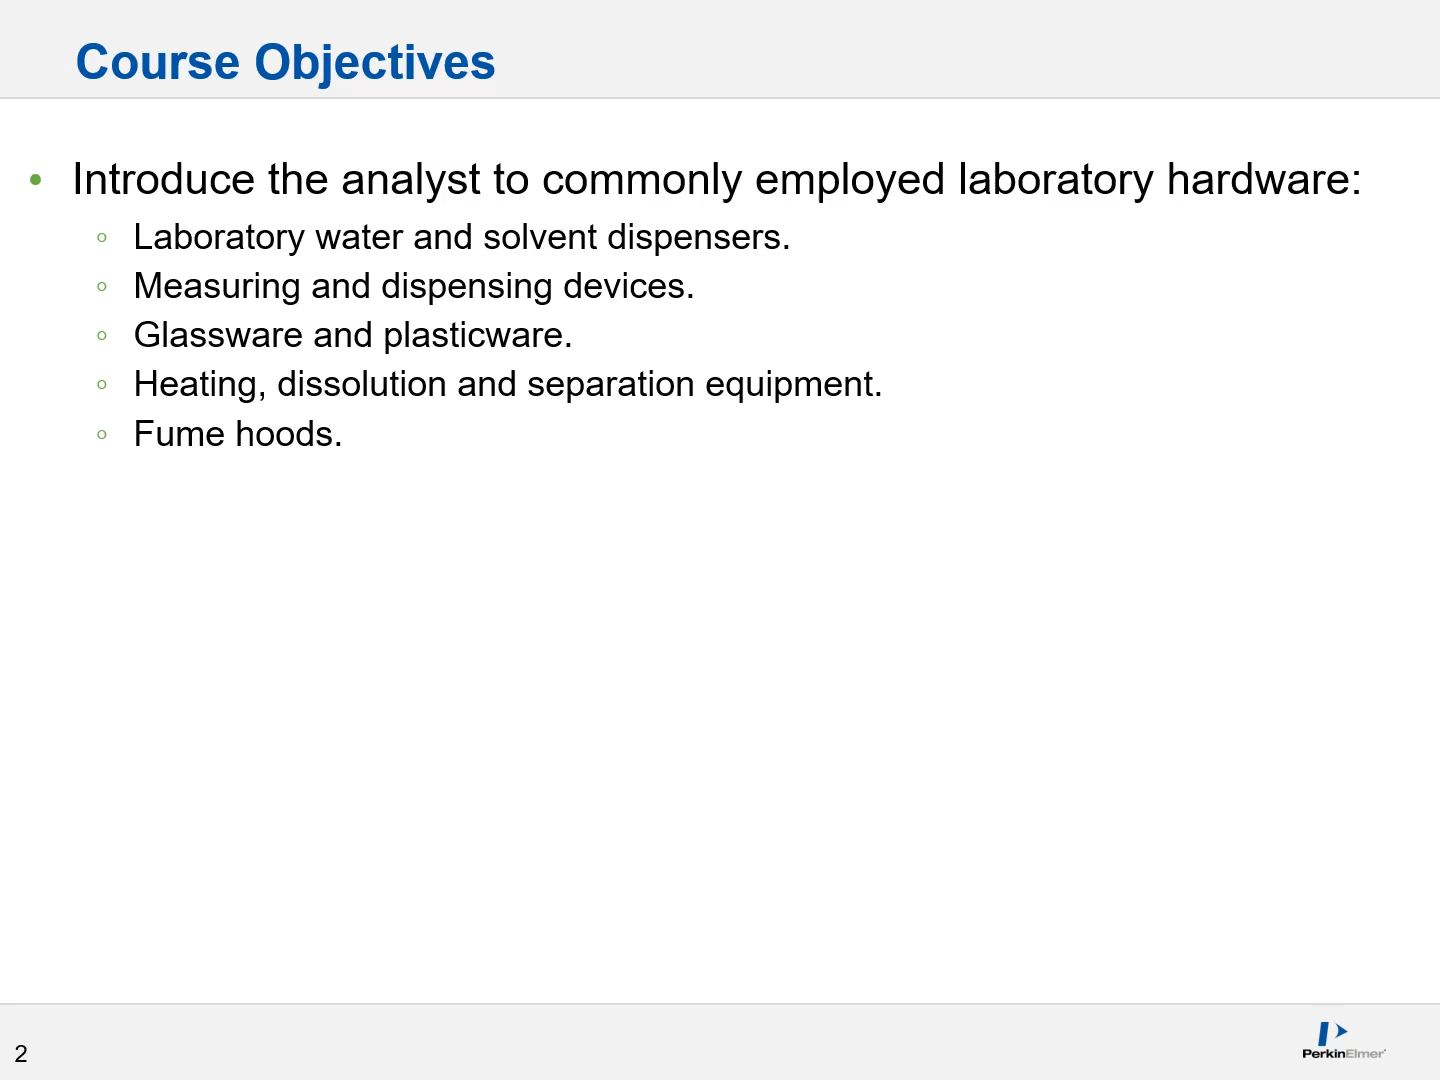 Course Objectives
• Introduce the analyst to commonly employed laboratory hardware:
◦ Laboratory water and solvent dispensers.
◦ Measuring and dispensing devices.
◦ Glassware and plasticware.
◦ Heating, dissolution and separation equipment.
◦ Fume hoods.
2
PerkinElmer